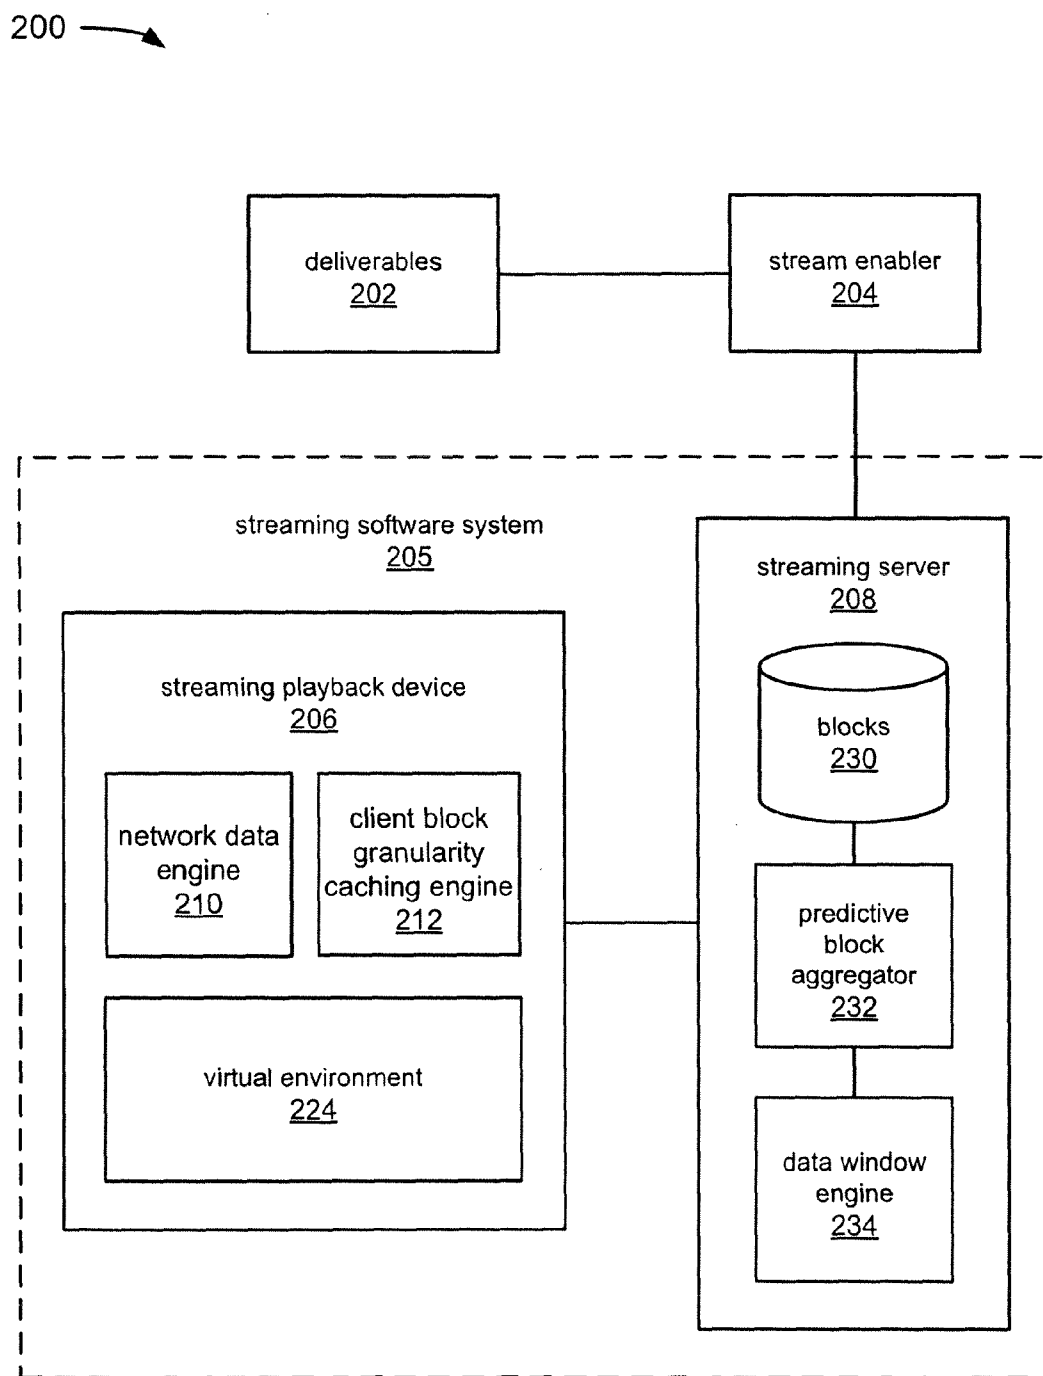 200
deliverables
202
stream enabler
204
streaming software system
205
streaming server
208
streaming playback device
206
blocks
230
network data
engine
210
client block
granularity
caching engine
212
predictive
block
aggregator
232
virtual environment
224
data window
engine
234